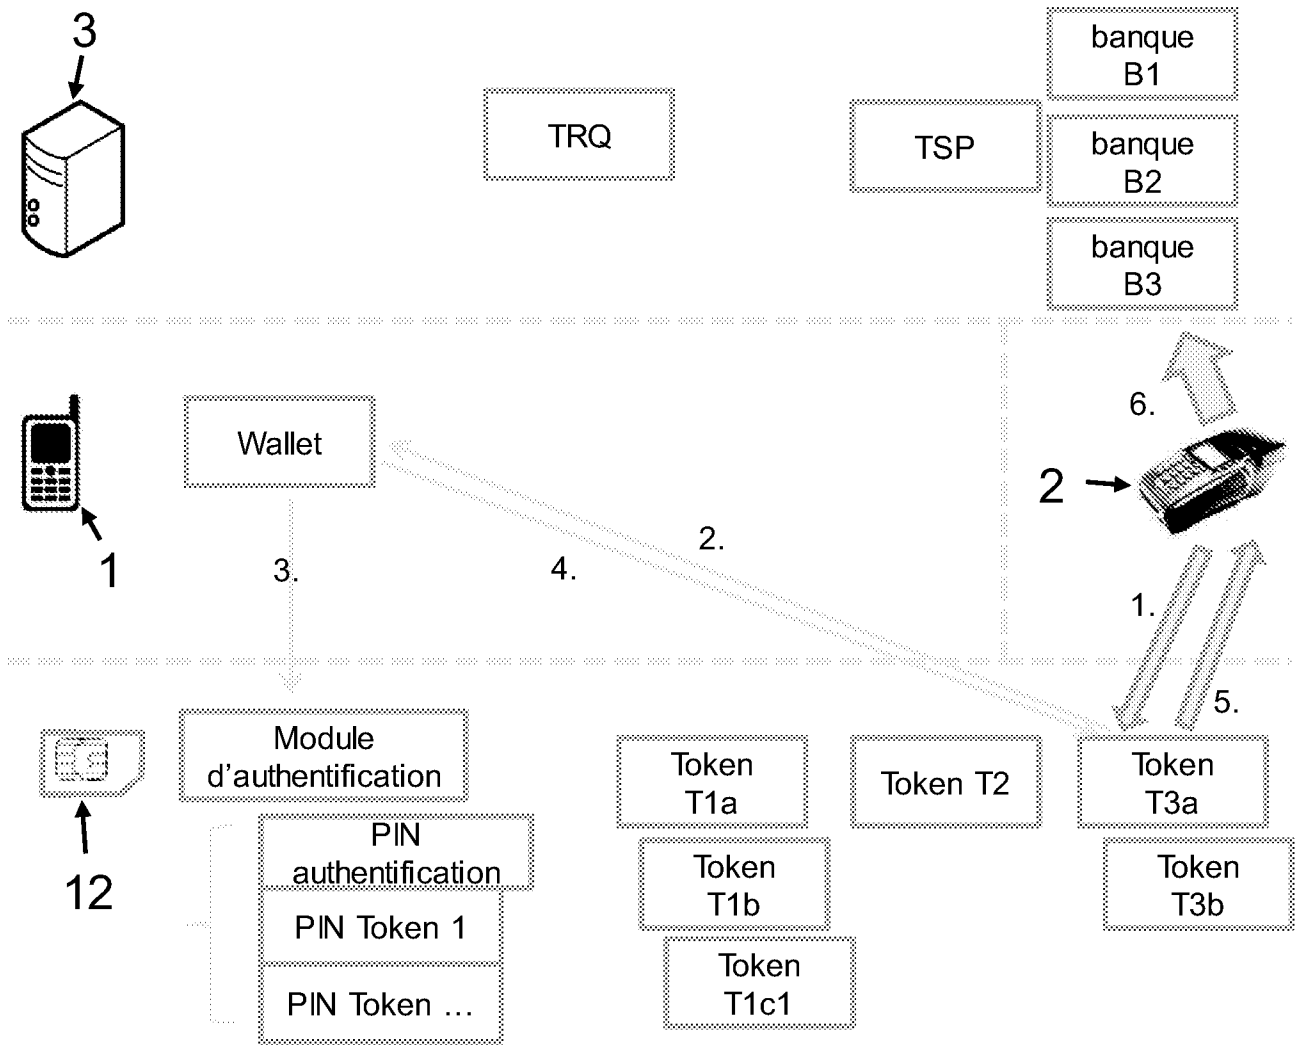 3
banque
B1
TRQ
TSP
banque
B2
banque
B3
6.
Wallet
2
1
2.
3.
4.
1.
5.
Module
d'authentification
Token
T1a
Token T2
Token
T3a
12
PIN
authentification
Token
T1b
Token
T3b
PIN Token 1
Token
T1c1
PIN Token ...